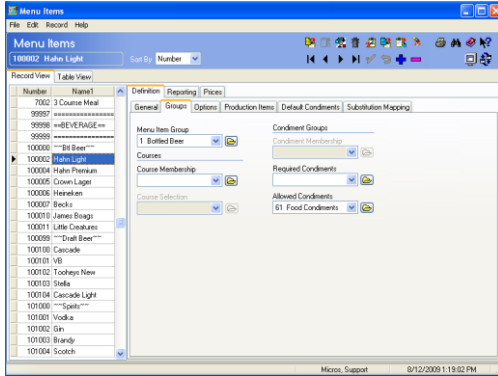 Menu Items
File Edit Record Help
Menu Items
100002 Hahn Light
Sort By Number
Record View Table View
Number Name1
7002 3 Course Meal
99997 ================
99998 ==BEVERAGE==
99999 ================
100000 ~~Btl Beer~~
100002 Hahn Light
100004 Hahn Premium
100005 Crown Lager
100006 Heineken
100007 Becks
100010 James Boags
100011 Little Creatures
100099 ~~Draft Beer~~
100100 Cascade
100101 VB
100102 Tooheys New
100103 Stella
100104 Cascade Light
101000 ~~Spirits~~
101001 Vodka
101002 Gin
101003 Brandy
101004 Scotch
Definition Reporting Prices
General Groups Options Production Items Default Condiments Substitution Mapping
Menu Item Group
1 Bottled Beer
Courses
Course Membership
Course Selection
Condiment Groups
Condiment Membership
Required Condiments
Allowed Condiments
61 Food Condiments
Micros, Support 8/12/2009 1:19:02 PM